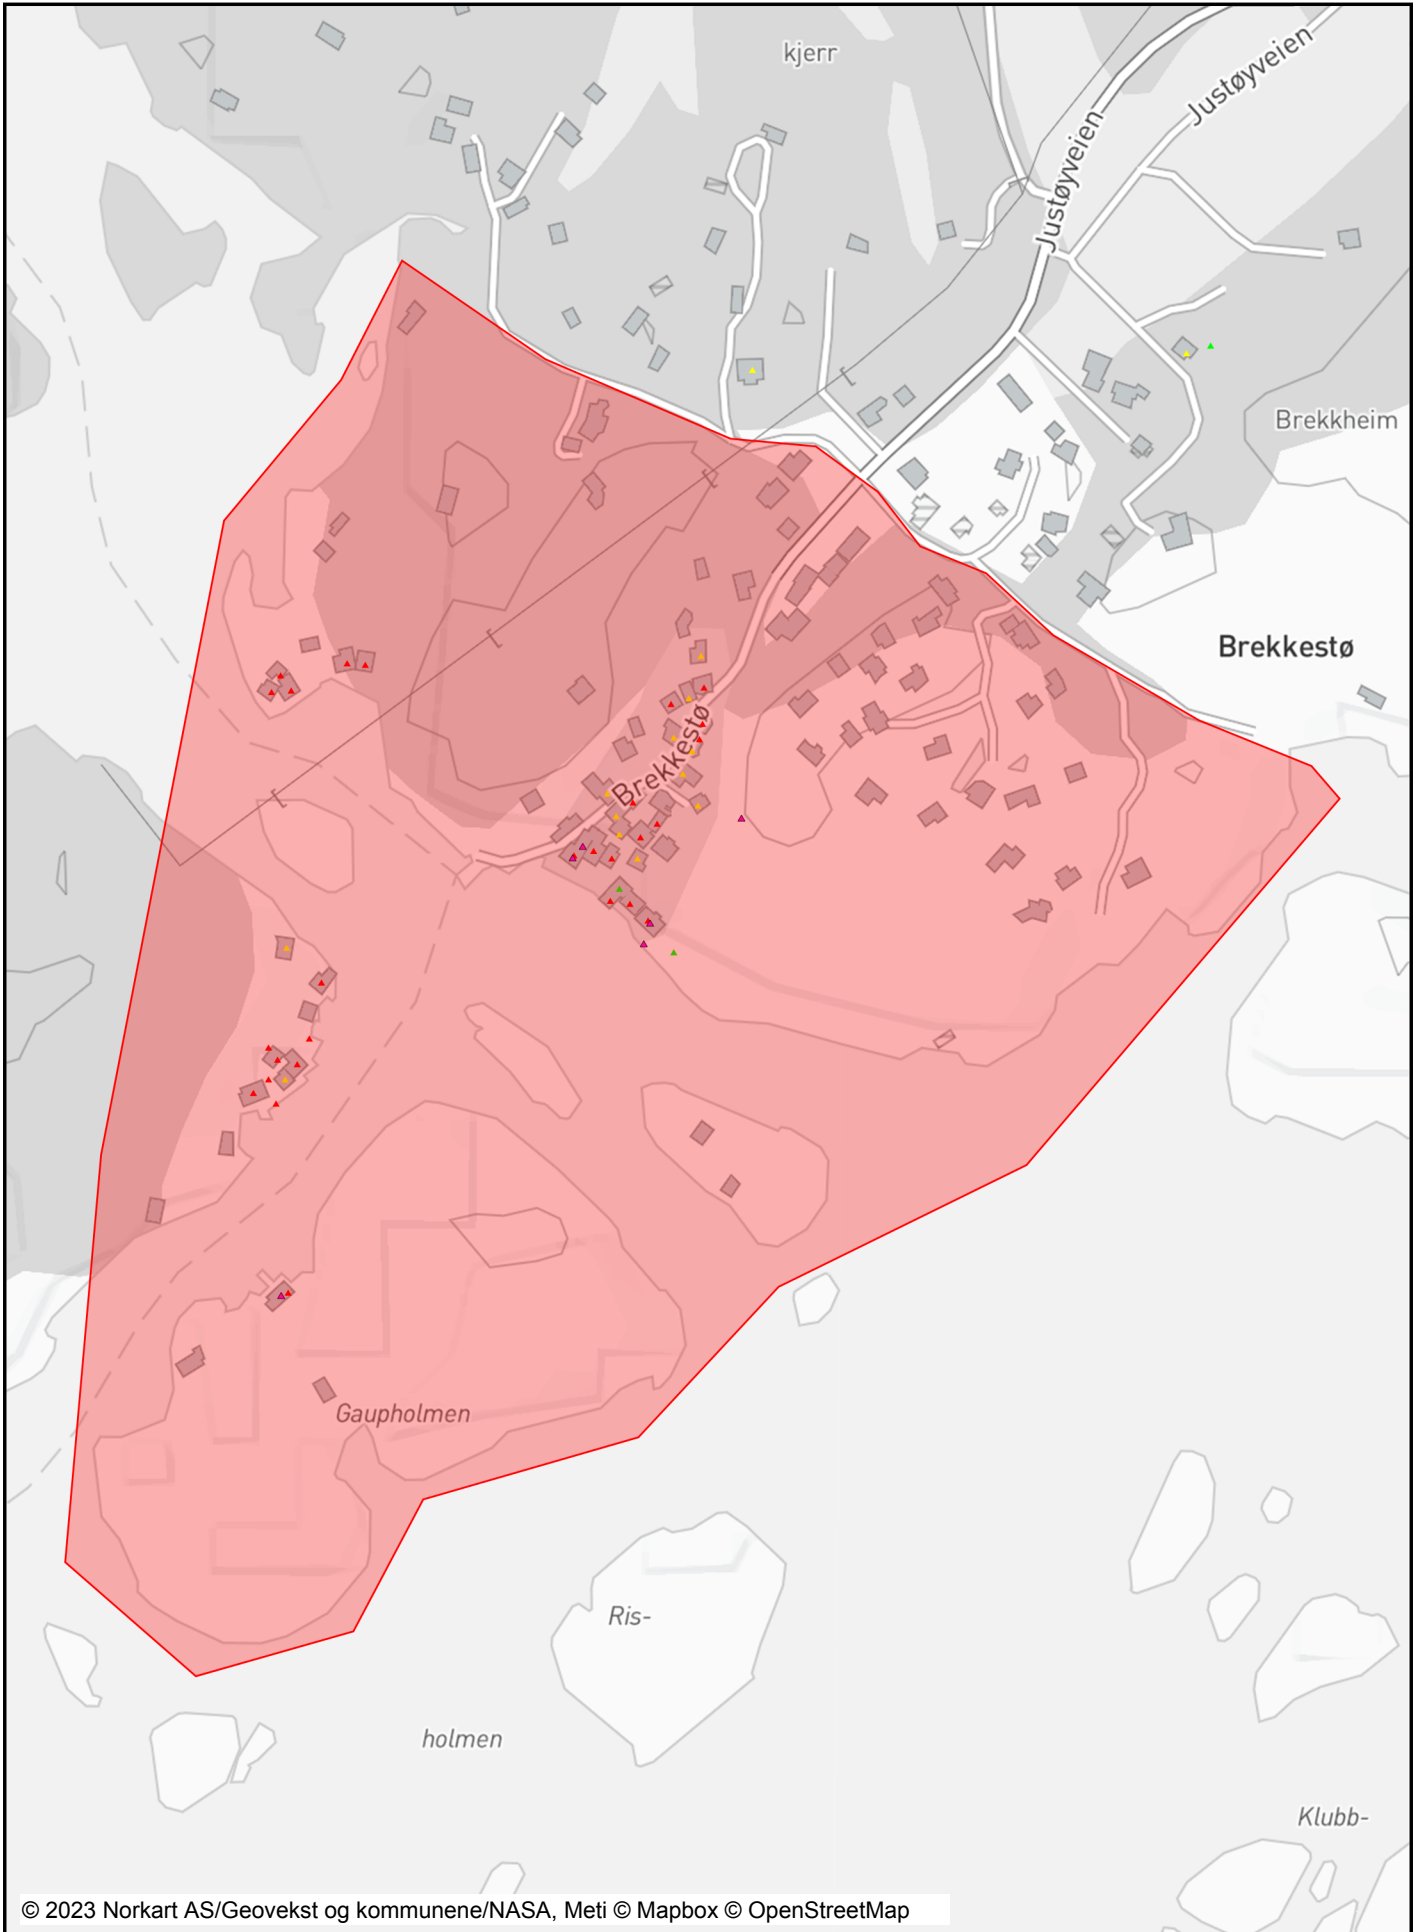 kjerr
Justøyveien
Justøyveien
Brekkheim
Brekkestø
Brekkestø
Gaupholmen
Ris-
holmen
Klubb-
© 2023 Norkart AS/Geovekst og kommunene/NASA, Meti © Mapbox © OpenStreetMap